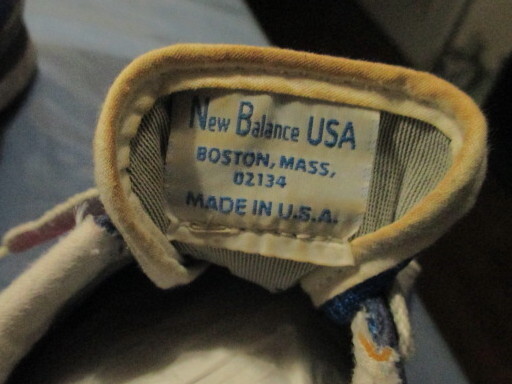 New Balance USA
BOSTON, MASS,
02134
MADE IN U.S.A.